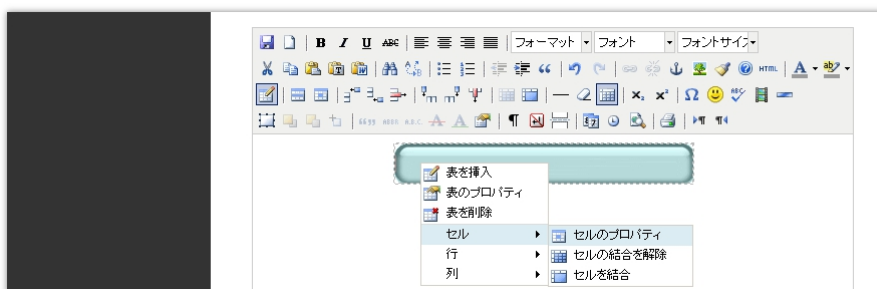 B I U ABC フォーマット フォント フォントサイズ
HTML A ab
表を挿入
表のプロパティ
表を削除
セル
セルのプロパティ
行
セルの結合を解除
列
セルを結合